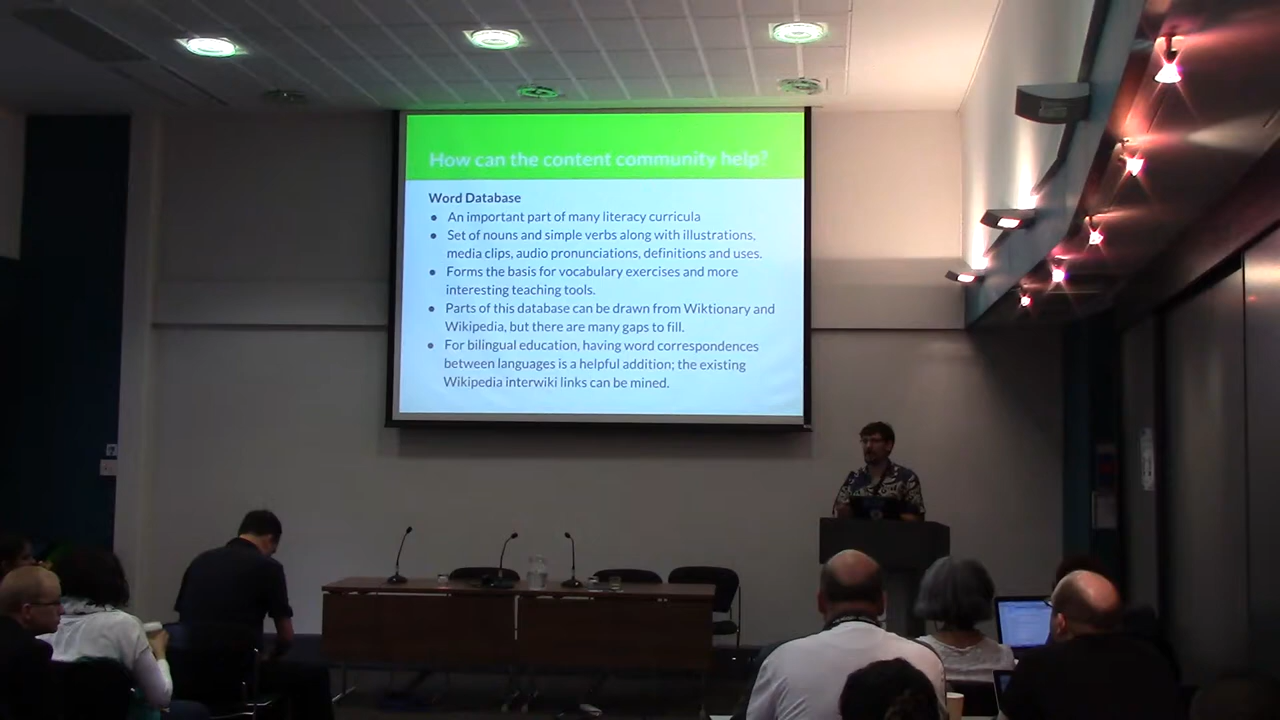 How can the content community help?
Word Database
● An important part of many literacy curricula
● Set of nouns and simple verbs along with illustrations,
media clips, audio pronunciations, definitions and uses.
● Forms the basis for vocabulary exercises and more
interesting teaching tools.
● Parts of this database can be drawn from Wiktionary and
Wikipedia, but there are many gaps to fill.
● For bilingual education, having word correspondences
between languages is a helpful addition; the existing
Wikipedia interwiki links can be mined.